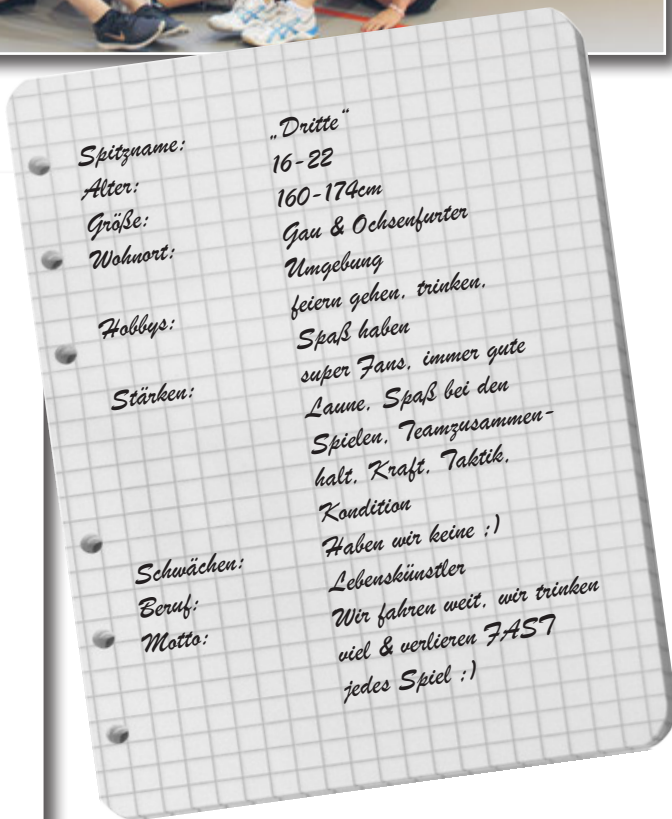 Spitzname: „Dritte“
Alter: 16-22
Größe: 160-174cm
Wohnort: Gau & Ochsenfurter
Umgebung
Hobbys: feiern gehen, trinken,
Spaß haben
Stärken: super Fans, immer gute
Laune, Spaß bei den
Spielen, Teamzusammen-
halt, Kraft, Taktik,
Kondition
Schwächen: Haben wir keine ;)
Beruf: Lebenskünstler
Motto: Wir fahren weit, wir trinken
viel & verlieren FAST
jedes Spiel ;)